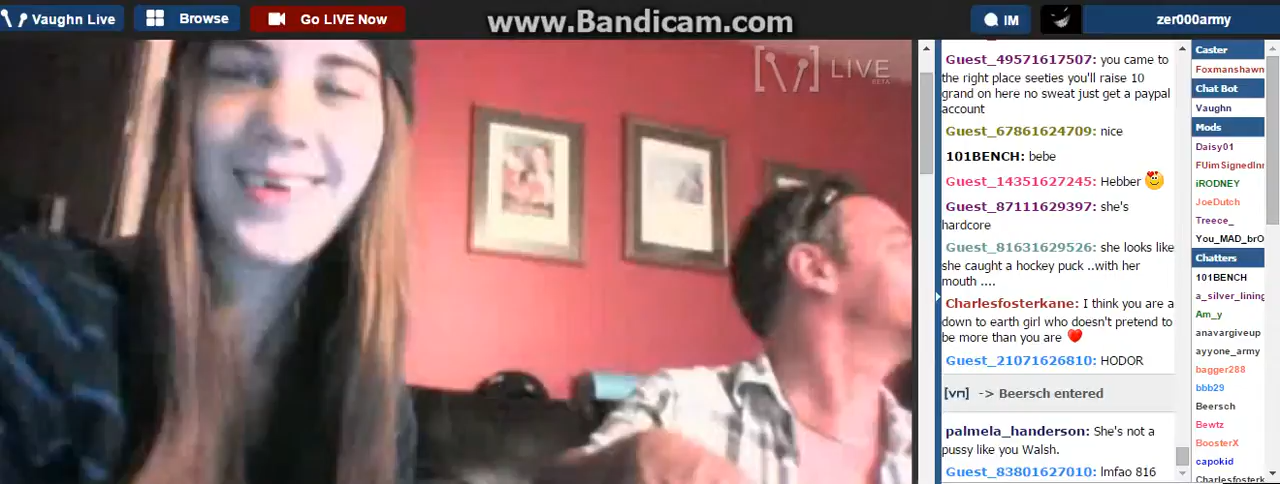 Vaughn Live
Browse
Go LIVE Now
www.Bandicam.com
IM
zer000army
LIVE
BETA
Guest_49571617507: you came to
the right place seeties you'll raise 10
grand on here no sweat just get a paypal
account
Guest_67861624709: nice
101BENCH: bebe
Guest_14351627245: Hebber
Guest_87111629397: she's
hardcore
Guest_81631629526: she looks like
she caught a hockey puck ..with her
mouth ....
Charlesfosterkane: I think you are a
down to earth girl who doesn't pretend to
be more than you are
Guest_21071626810: HODOR
[vn] -> Beersch entered
palmela_handerson: She's not a
pussy like you Walsh.
Guest_83801627010: lmfao 816
Caster
Foxmanshawn
Chat Bot
Vaughn
Mods
Daisy01
FUimSignedInn
iRODNEY
JoeDutch
Treece_
You_MAD_brO
Chatters
101BENCH
a_silver_lining
Am_y
anavargiveup
ayyone_army
bagger288
bbb29
Beersch
Bewtz
BoosterX
capokid
Charlesfosterk